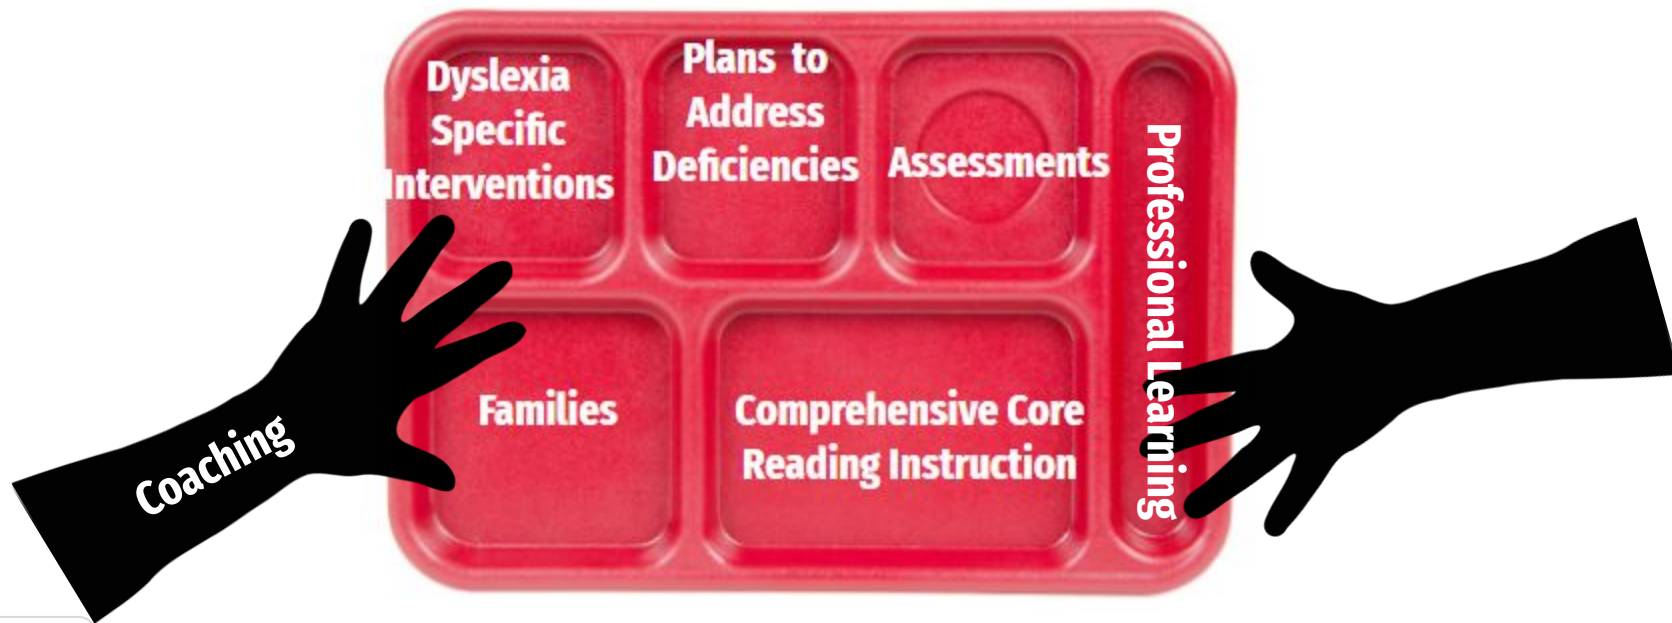 Dyslexia
Specific
Interventions
Plans to
Address
Deficiencies
Assessments
Professional Learning
Families
Comprehensive Core
Reading Instruction
Coaching